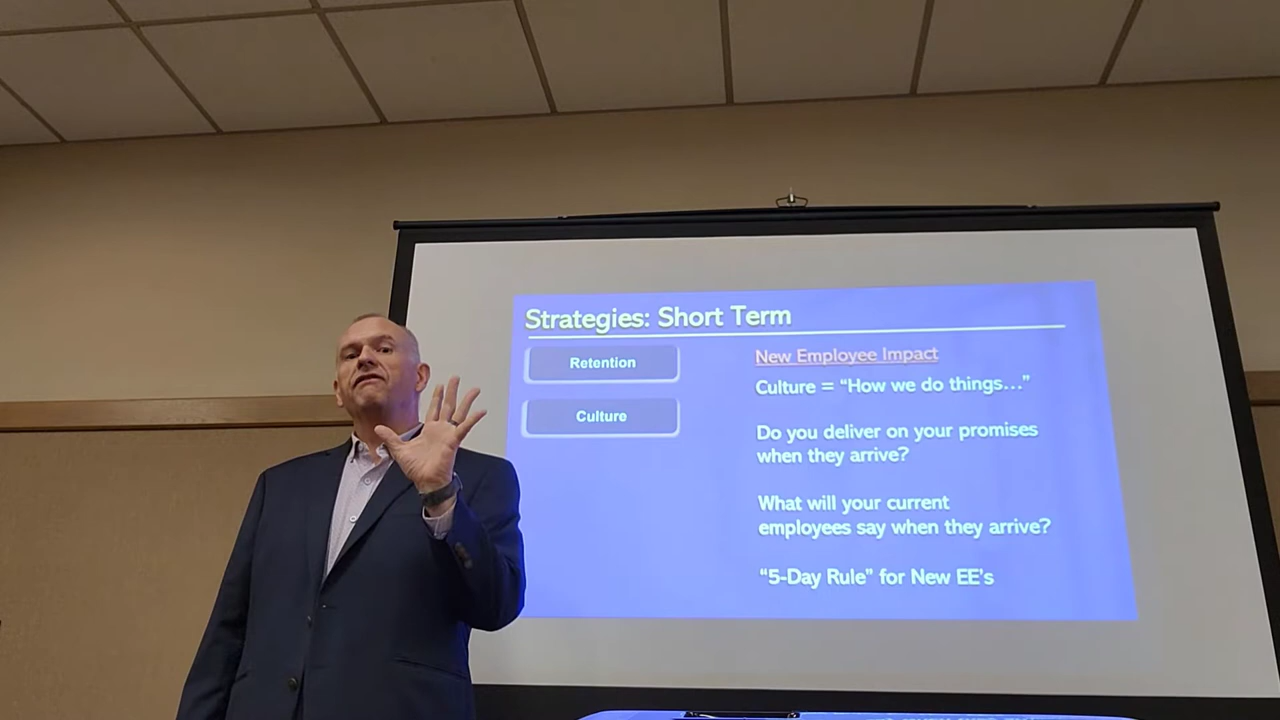 Strategies: Short Term
Retention
Culture
New Employee Impact
Culture = “How we do things...”
Do you deliver on your promises
when they arrive?
What will your current
employees say when they arrive?
“5-Day Rule” for New EE's